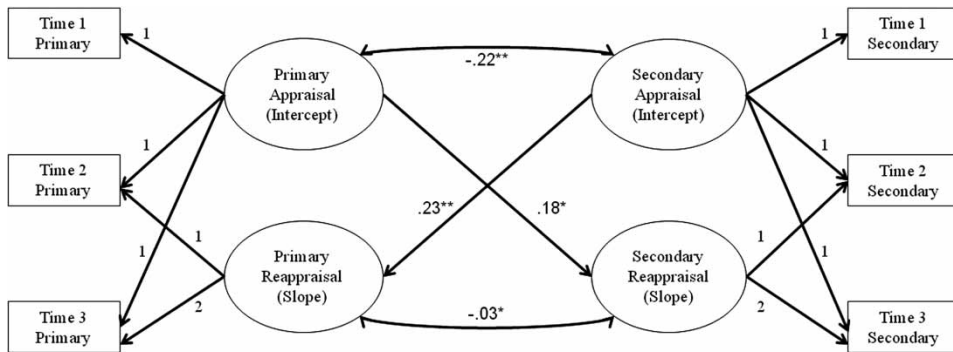 Time 1
Primary
1
Primary
Appraisal
(Intercept)
-.22**
Secondary
Appraisal
(Intercept)
1
Time 1
Secondary
1
1
Time 2
Primary
Time 2
Secondary
.23**
.18*
1
1
1
1
Primary
Reappraisal
(Slope)
Secondary
Reappraisal
(Slope)
2
2
-.03*
Time 3
Primary
Time 3
Secondary